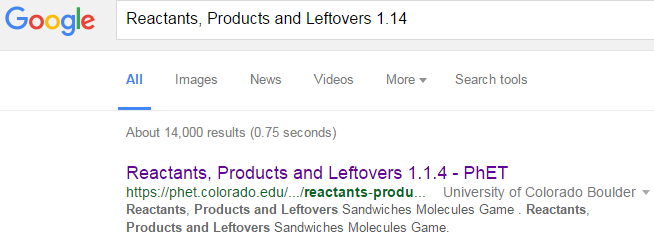 Google Reactants, Products and Leftovers 1.14
All Images News Videos More Search tools
About 14,000 results (0.75 seconds)
Reactants, Products and Leftovers 1.1.4 - PhET
https://phet.colorado.edu/.../reactants-produ... University of Colorado Boulder
Reactants, Products and Leftovers Sandwiches Molecules Game . Reactants,
Products and Leftovers Sandwiches Molecules Game.